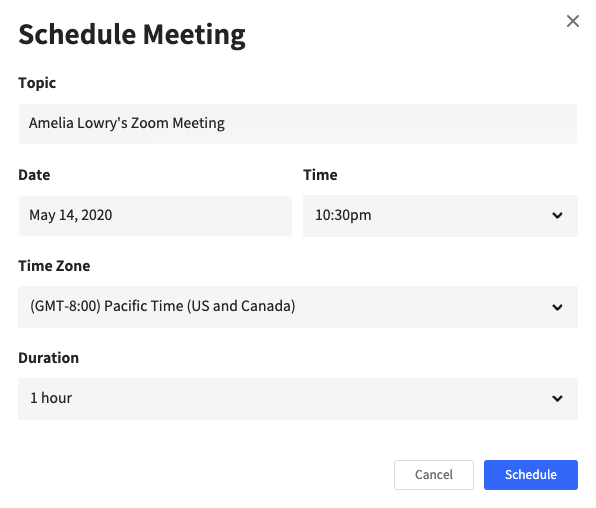 Schedule Meeting
Topic
Amelia Lowry's Zoom Meeting
Date
Time
May 14, 2020
10:30pm
Time Zone
(GMT-8:00) Pacific Time (US and Canada)
Duration
1 hour
Cancel
Schedule